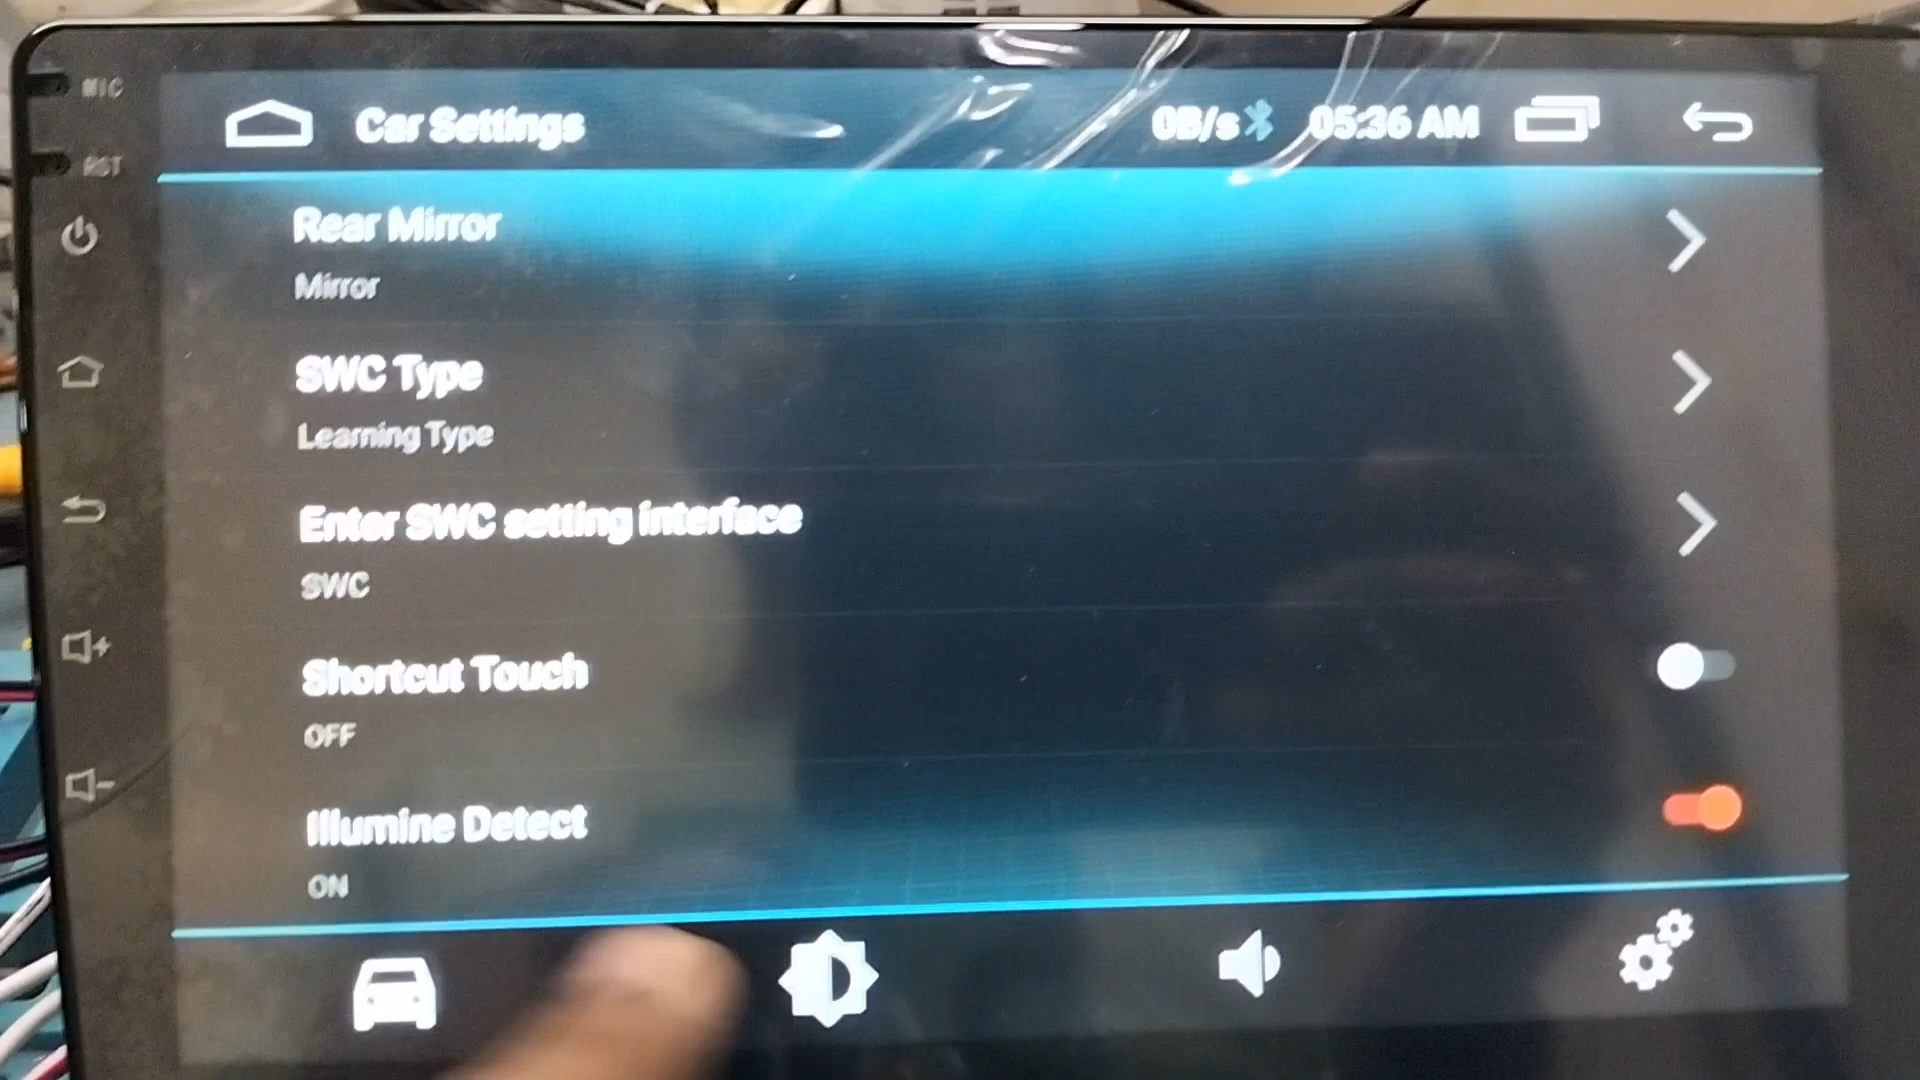 MIC
RST
Car Settings
0B/s 05:36 AM
Rear Mirror
Mirror
SWC Type
Learning Type
Enter SWC setting interface
SWC
Shortcut Touch
OFF
Illumine Detect
ON